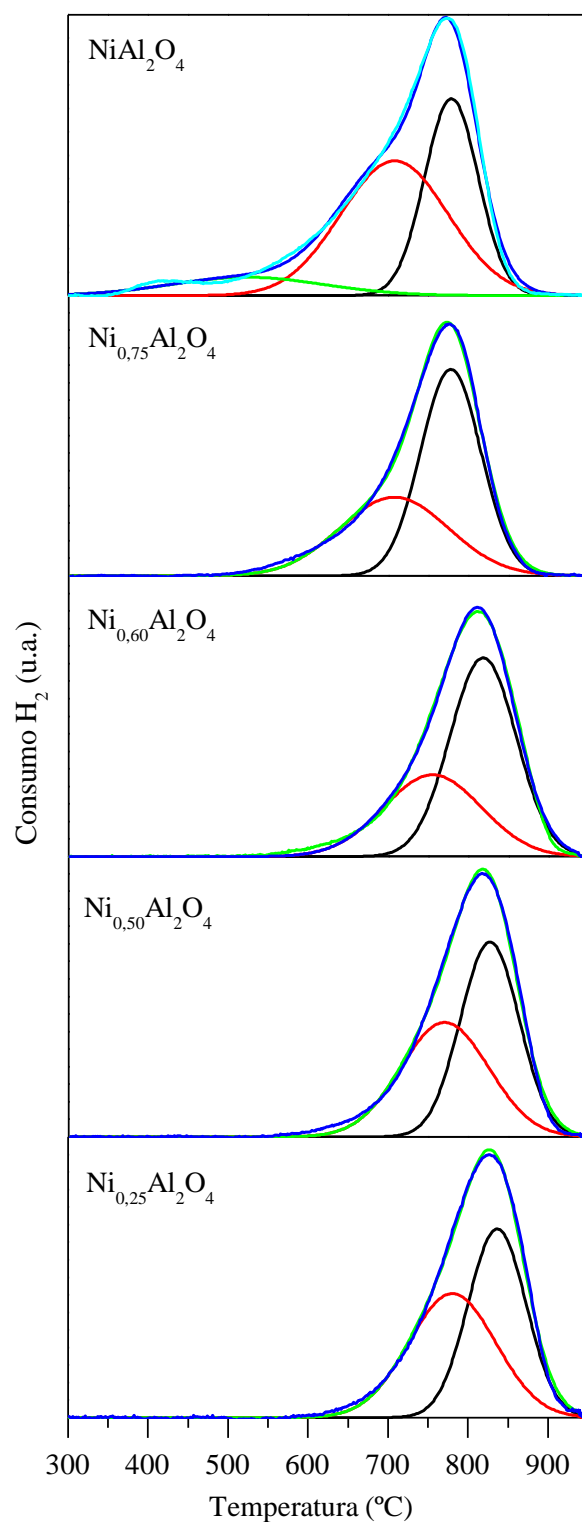 NiAl₂O₄
Ni₀,₇₅Al₂O₄
Ni₀,₆₀Al₂O₄
Ni₀,₅₀Al₂O₄
Ni₀,₂₅Al₂O₄
Consumo H₂ (u.a.)
300 400 500 600 700 800 900
Temperatura (ºC)